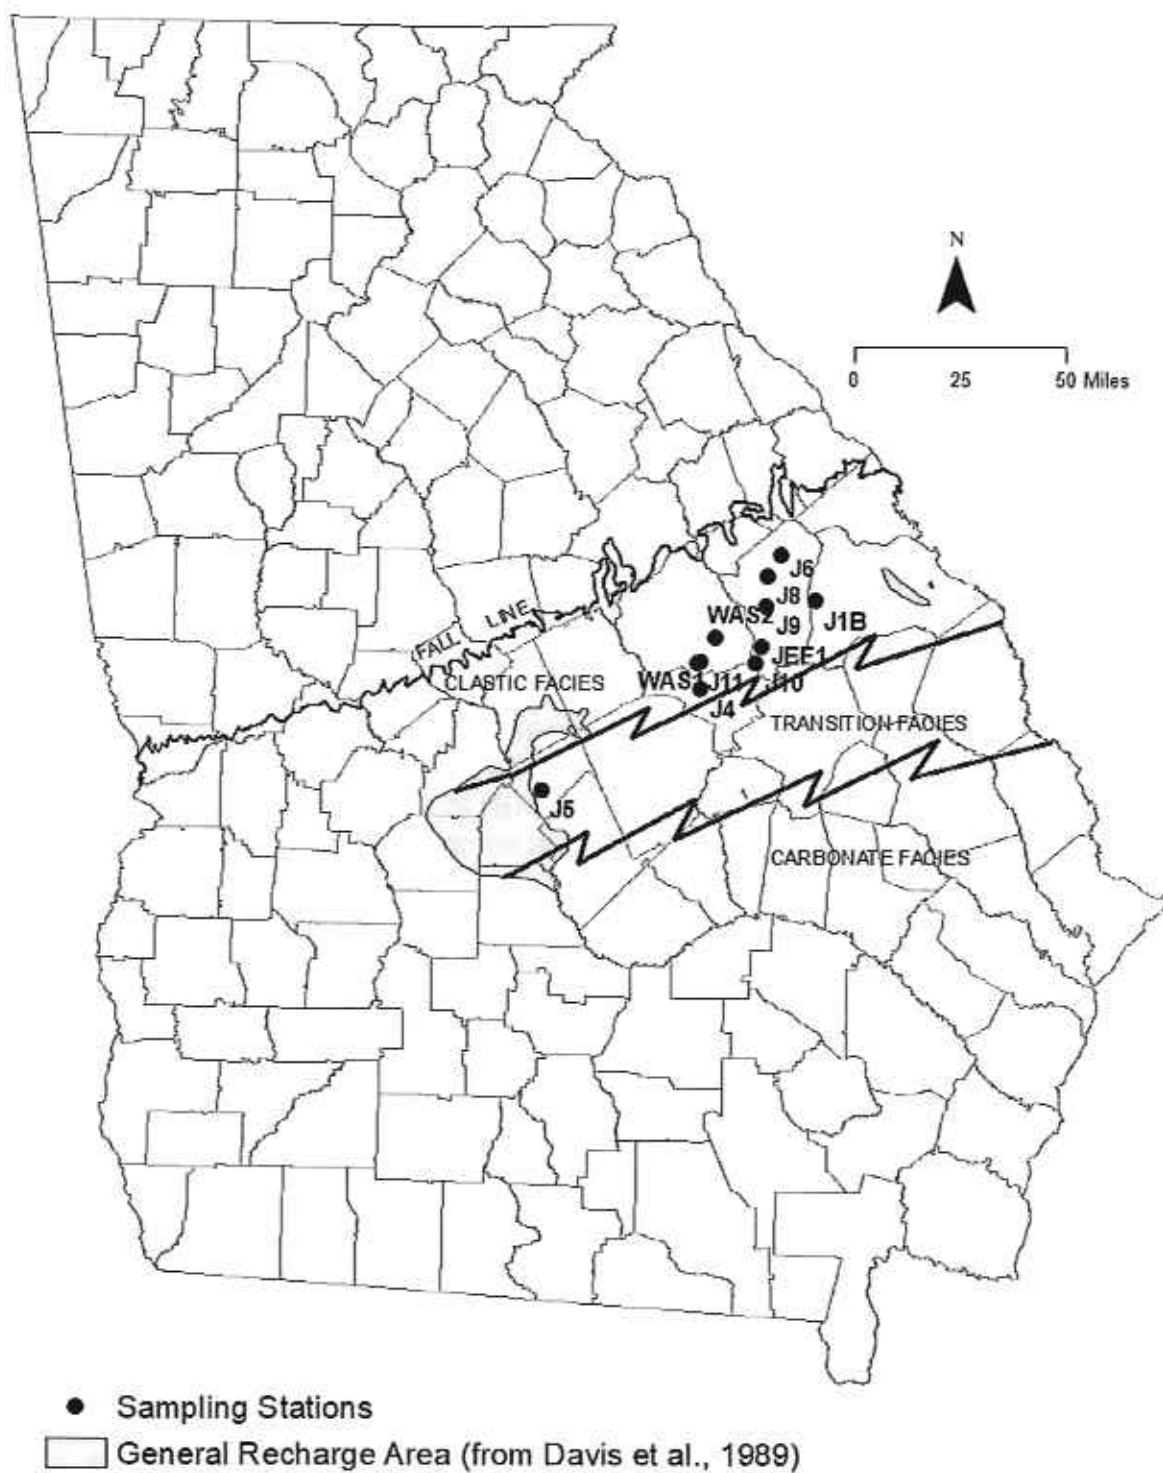 N
0 25 50 Miles
J6
J8
WAS2
J9
J1B
FALL LINE
JEE1
CLASTIC FACIES
WAS1
J11
J10
J4
TRANSITION FACIES
J5
CARBONATE FACIES
Sampling Stations
General Recharge Area (from Davis et al., 1989)